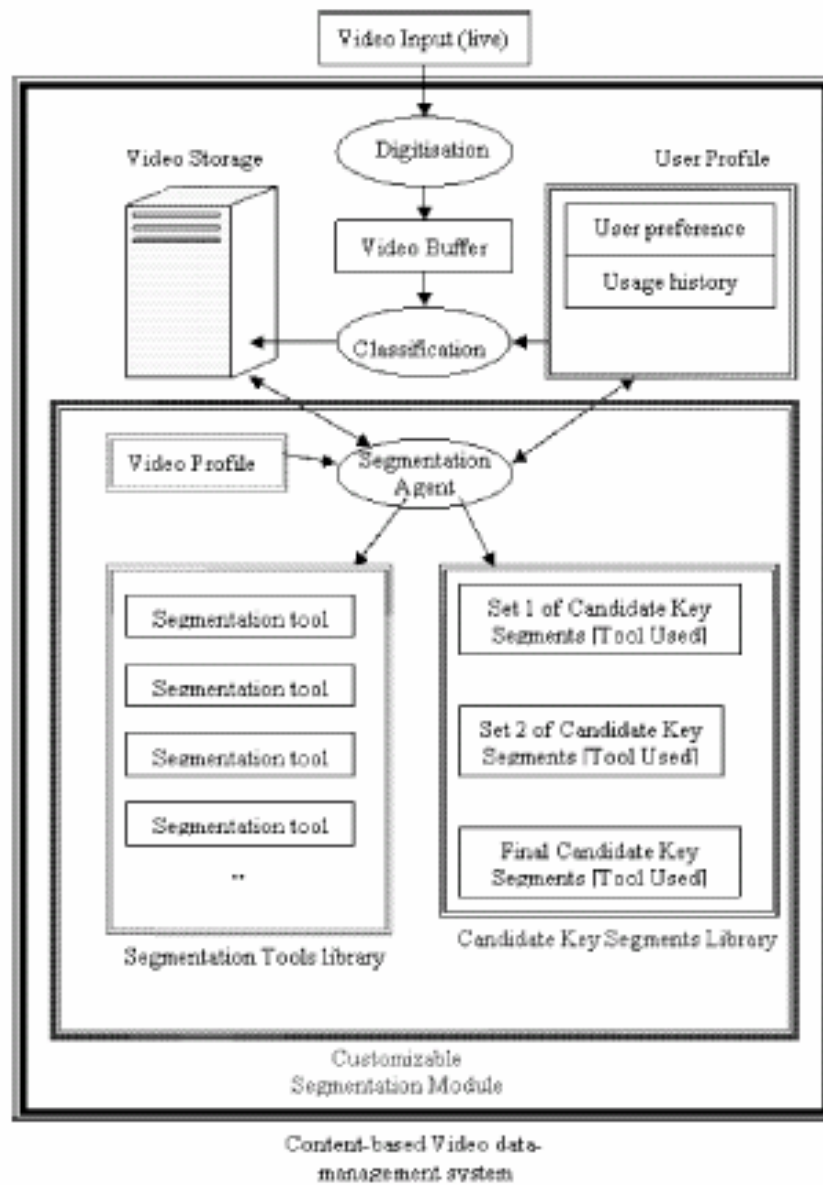 Video Input (live)
Digitisation
Video Storage
User Profile
User preference
Usage history
Video Buffer
Classification
Video Profile
Segmentation
Agent
Segmentation tool
Segmentation tool
Segmentation tool
Segmentation tool
..
Segmentation Tools library
Set 1 of Candidate Key
Segments [Tool Used]
Set 2 of Candidate Key
Segments [Tool Used]
Final Candidate Key
Segments [Tool Used]
Candidate Key Segments Library
Customizable
Segmentation Module
Content-based Video data-
management system